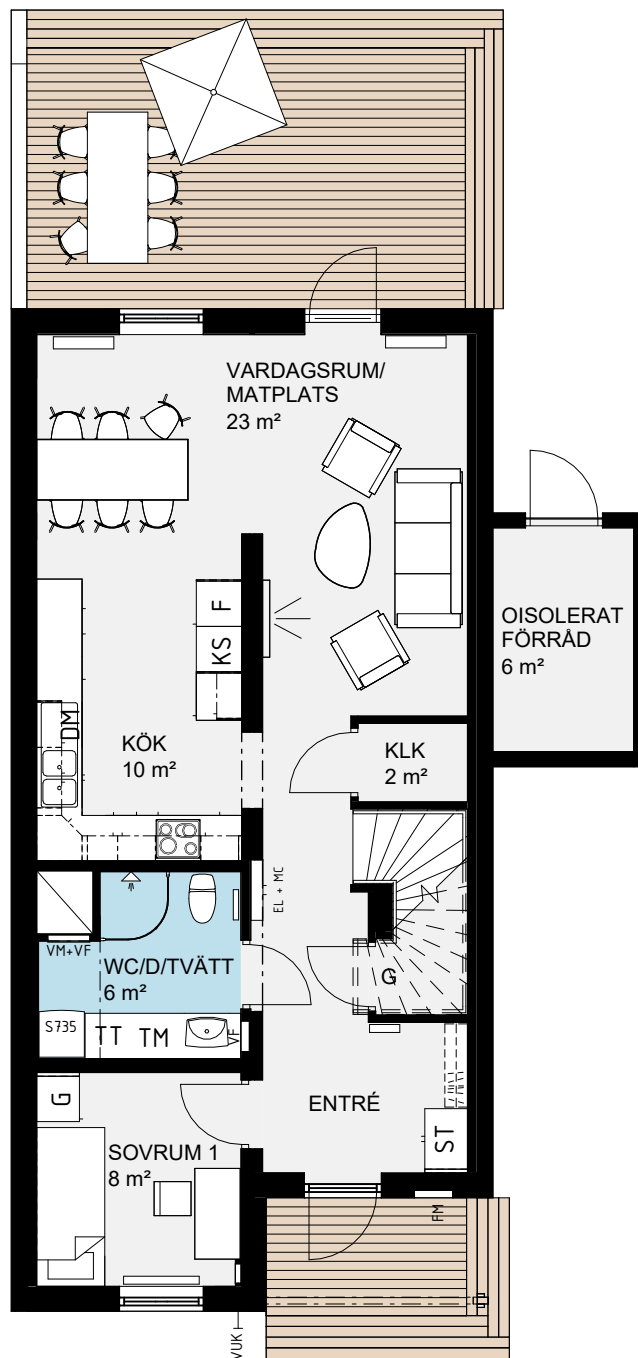 VARDAGSRUM/
MATPLATS
23 m²
F
KS
OISOLERAT
FÖRRÅD
6 m²
DM
KÖK
10 m²
KLK
2 m²
EL + MC
VM+VF
WC/D/TVÄTT
6 m²
G
S735
TT
TM
VF
G
ENTRÉ
ST
SOVRUM 1
8 m²
FM
VUK